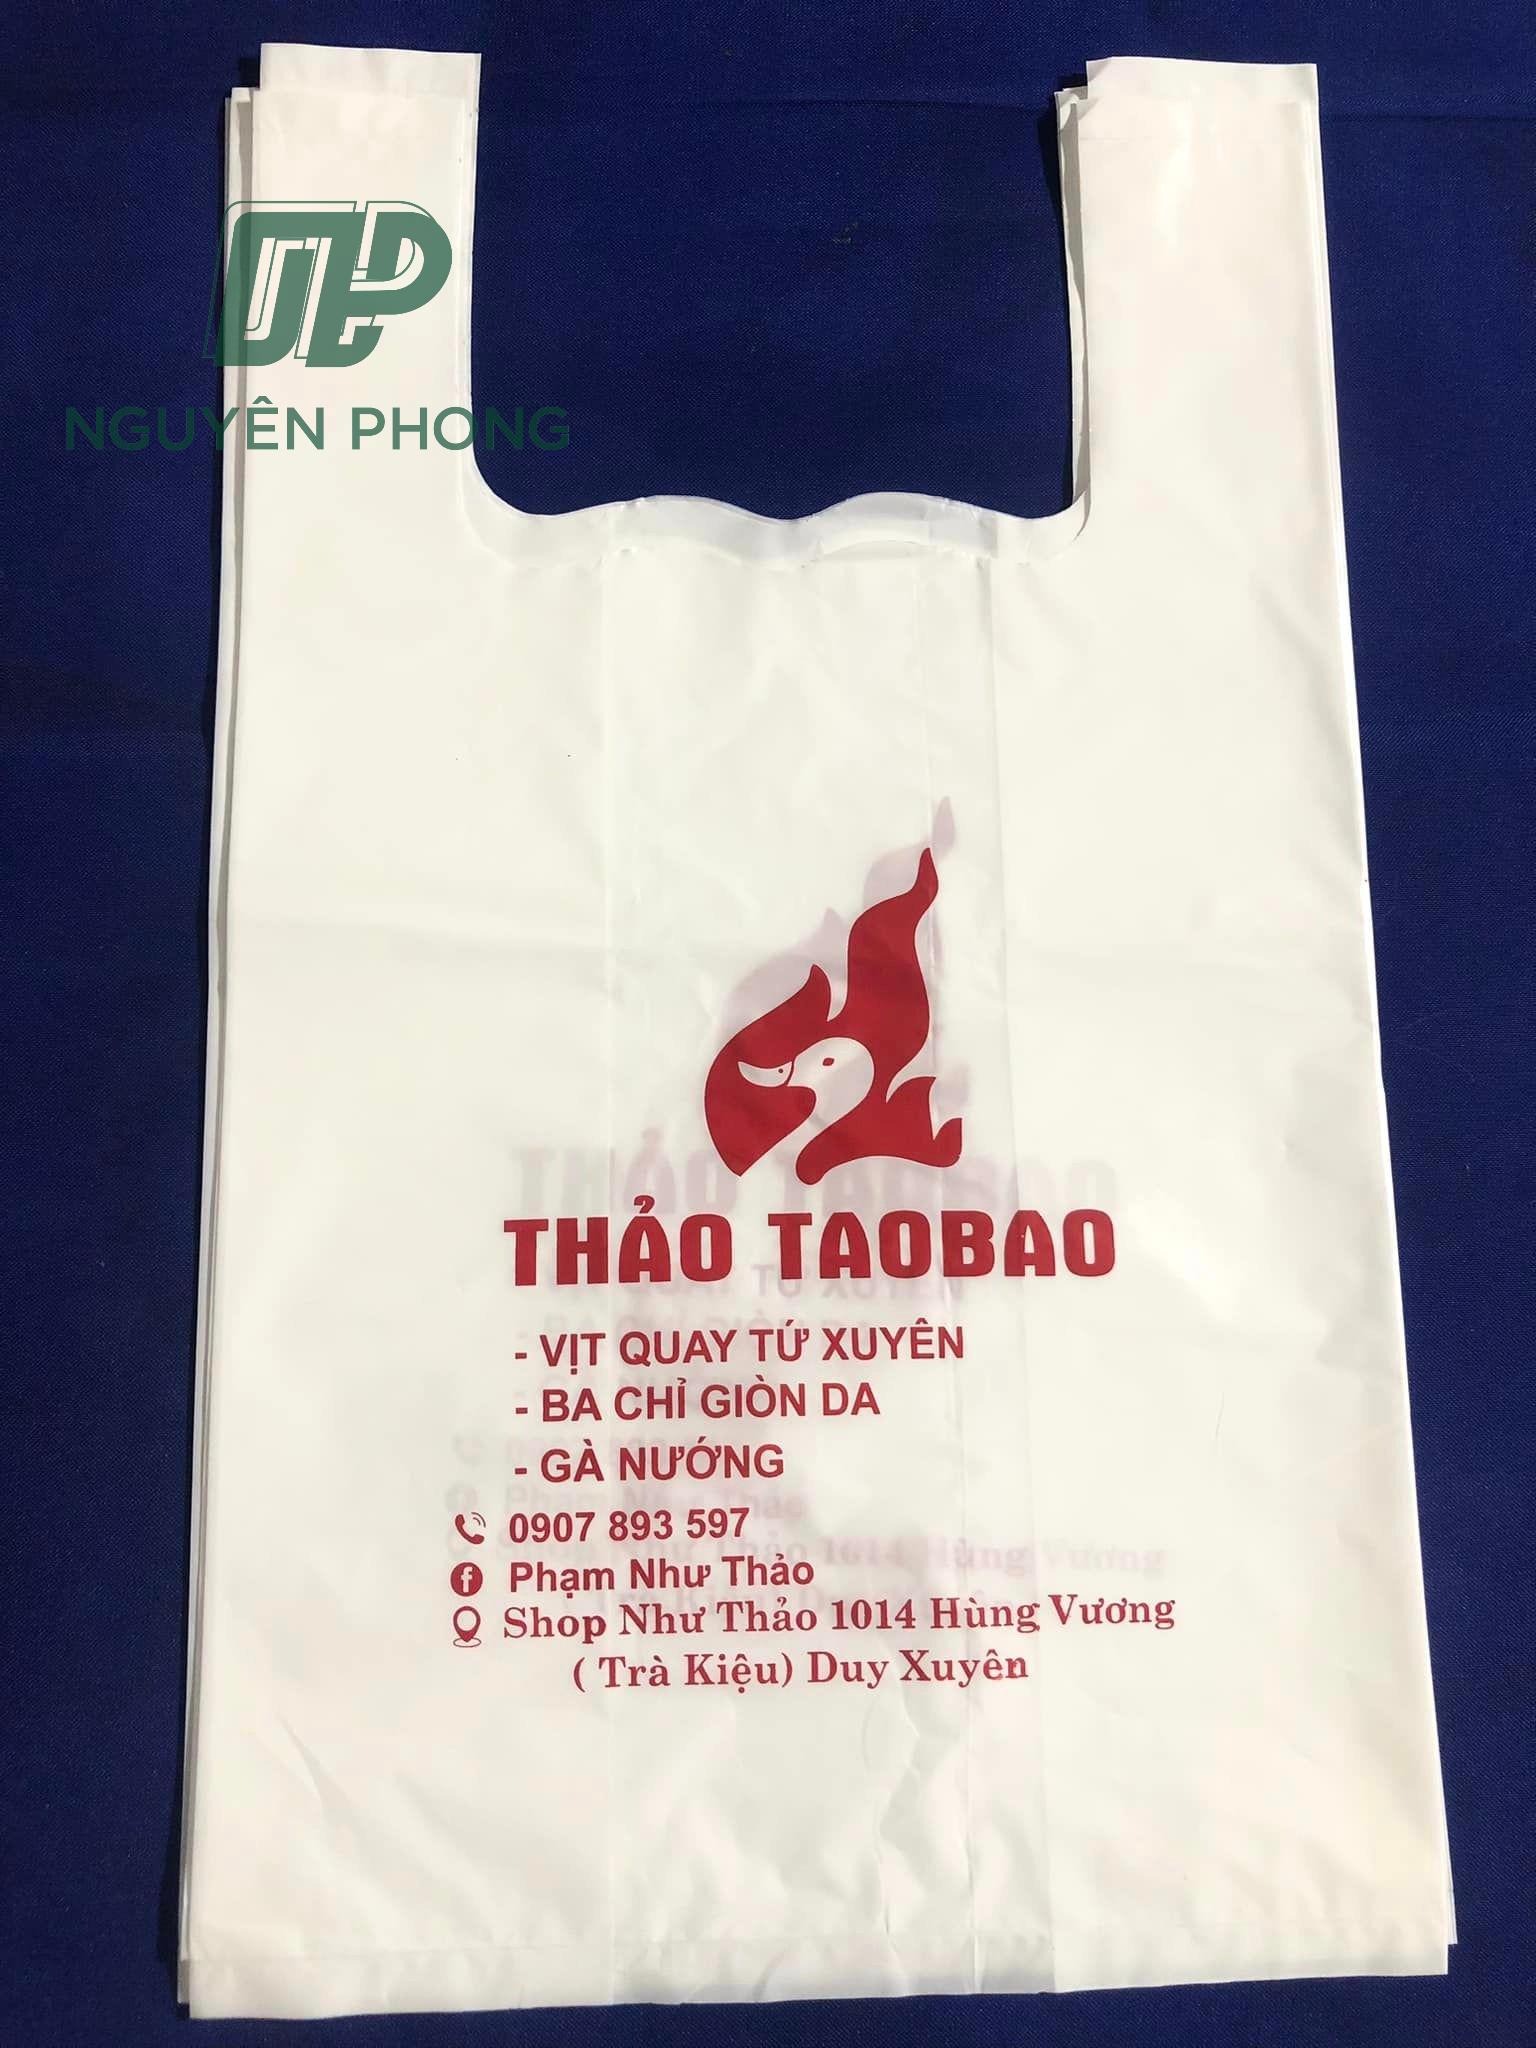 NGUYÊN PHONG
THẢO TAOBAO
- VỊT QUAY TỨ XUYÊN
- BA CHỈ GIÒN DA
- GÀ NƯỚNG
0907 893 597
Phạm Như Thảo
Shop Như Thảo 1014 Hùng Vương
( Trà Kiệu) Duy Xuyên